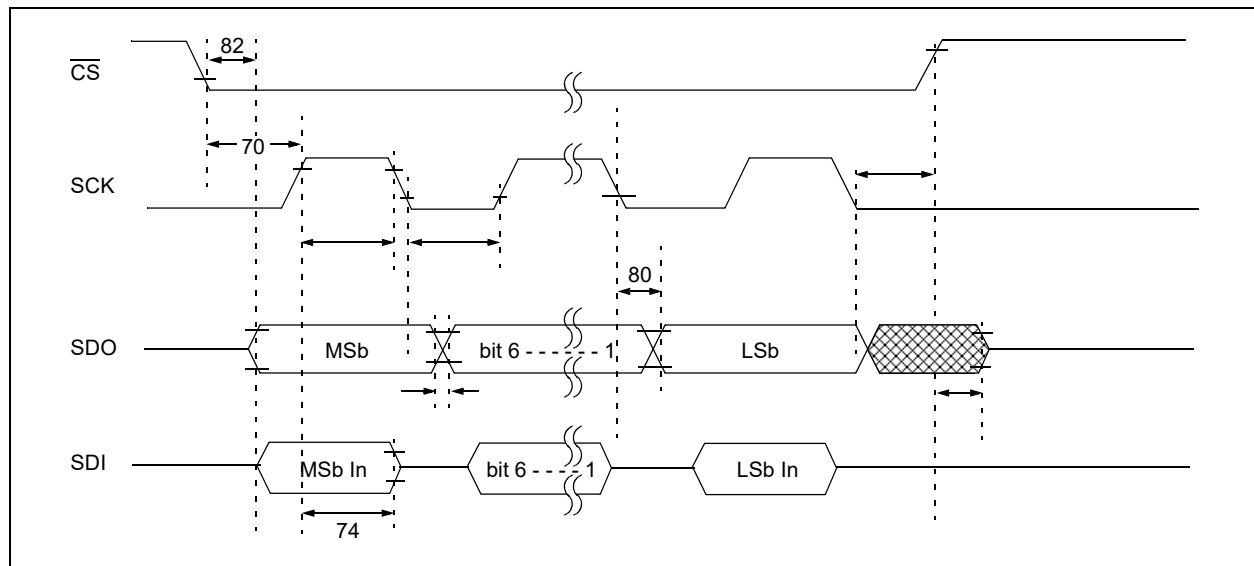 82
CS
70
SCK
80
SDO
MSb
bit 6 - - - - - - 1
LSb
SDI
MSb In
bit 6 - - - - - 1
LSb In
74